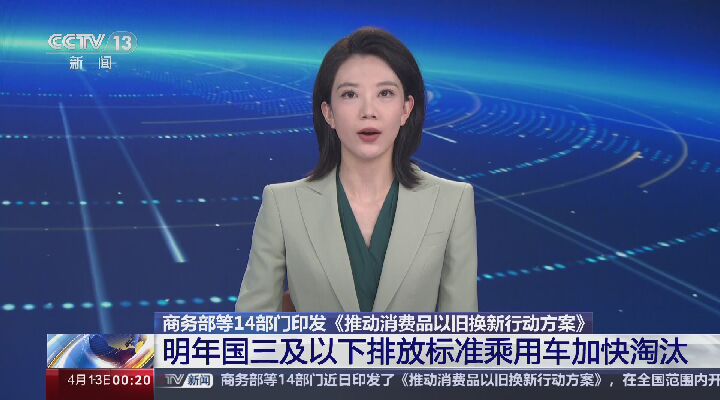 CCTV 13
新闻
商务部等14部门印发《推动消费品以旧换新行动方案》
明年国三及以下排放标准乘用车加快淘汰
4月13日 00:20 TV 新闻 商务部等14部门近日印发了《推动消费品以旧换新行动方案》，在全国范围内开